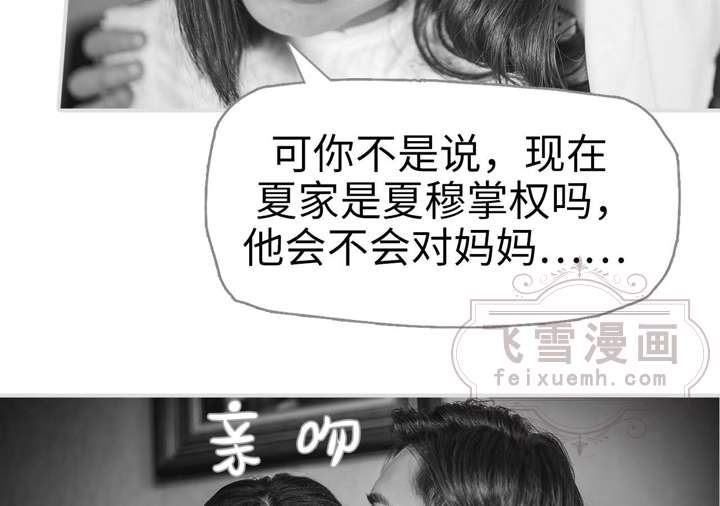 可你不是说，现在
夏家是夏穆掌权吗，
他会不会对妈妈……
飞雪漫画
feixuemh.com
亲吻